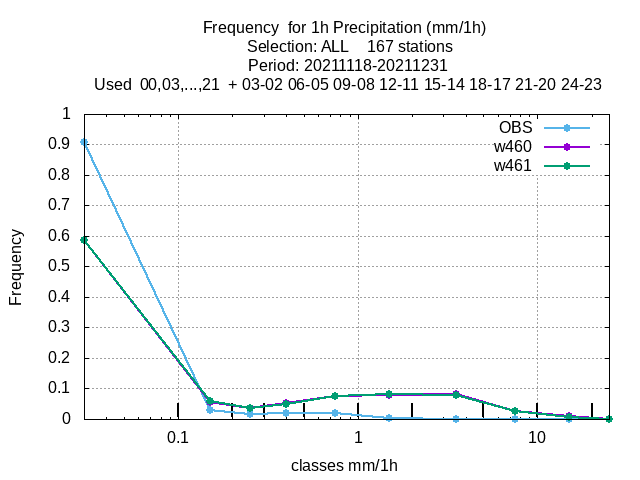 Frequency  for 1h Precipitation (mm/1h)
Selection: ALL    167 stations
Period: 20211118-20211231
Used  00,03,...,21  + 03-02 06-05 09-08 12-11 15-14 18-17 21-20 24-23
OBS
w460
w461
1
0.9
0.8
0.7
0.6
0.5
0.4
0.3
0.2
0.1
0
Frequency
0.1
1
10
classes mm/1h